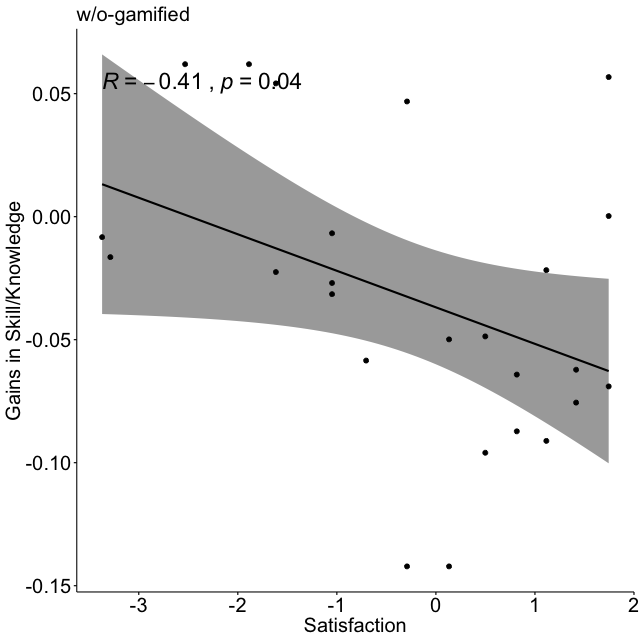 w/o-gamified
R = −0.41 , p = 0.04
0.05
0.00
-0.05
-0.10
-0.15
Gains in Skill/Knowledge
-3 -2 -1 0 1 2
Satisfaction